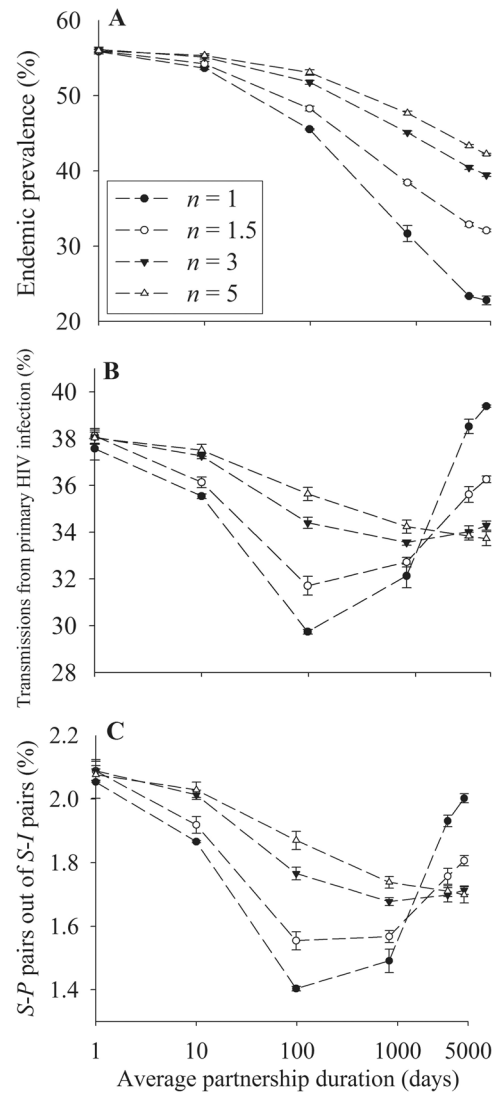 A
60
50
40
30
20
Endemic prevalence (%)
n = 1
n = 1.5
n = 3
n = 5
B
40
38
36
34
32
30
28
Transmissions from primary HIV infection (%)
C
2.2
2.0
1.8
1.6
1.4
S-P pairs out of S-I pairs (%)
1 10 100 1000 5000
Average partnership duration (days)